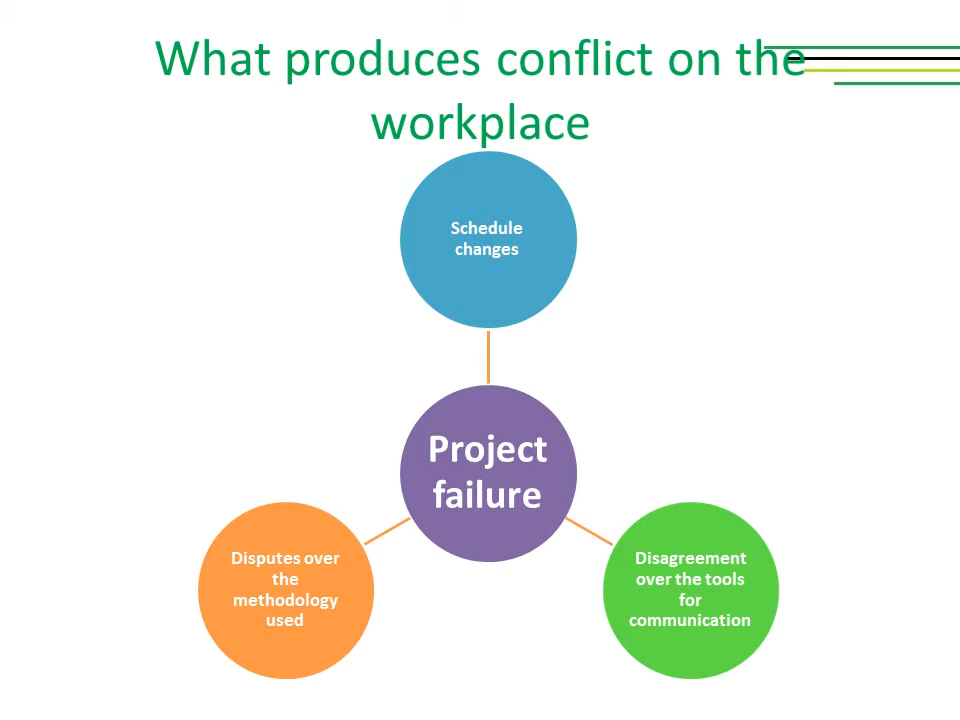 What produces conflict on the
workplace
Schedule
changes
Project
failure
Disputes over
the
methodology
used
Disagreement
over the tools
for
communication